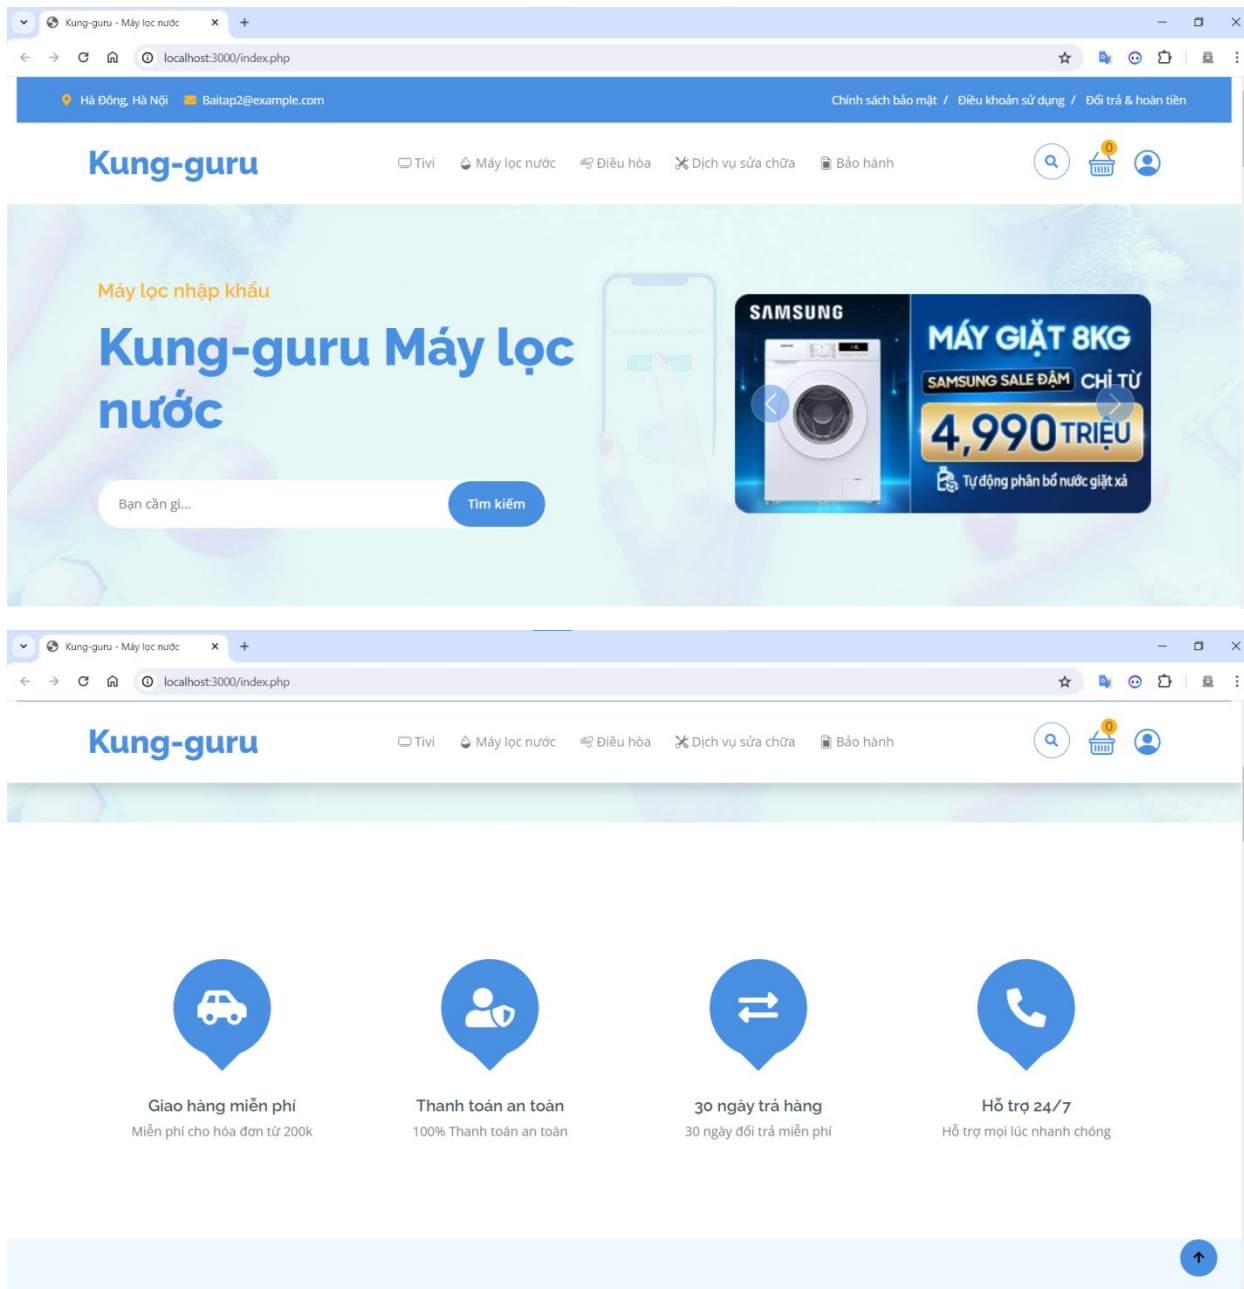 Kung-guru - Máy lọc nước
localhost:3000/index.php
Hà Đông, Hà Nội Baitap2@example.com Chính sách bảo mật / Điều khoản sử dụng / Đổi trả & hoàn tiền
Kung-guru Tivi Máy lọc nước Điều hòa Dịch vụ sửa chữa Bảo hành 0
Máy lọc nhập khẩu
Kung-guru Máy lọc
nước
Bạn cần gì... Tìm kiếm
SAMSUNG
MÁY GIẶT 8KG
SAMSUNG SALE ĐẬM CHỈ TỪ
4,990 TRIỆU
Tự động phân bổ nước giặt xả
Kung-guru - Máy lọc nước
localhost:3000/index.php
Kung-guru Tivi Máy lọc nước Điều hòa Dịch vụ sửa chữa Bảo hành 0
Giao hàng miễn phí
Miễn phí cho hóa đơn từ 200k
Thanh toán an toàn
100% Thanh toán an toàn
30 ngày trả hàng
30 ngày đổi trả miễn phí
Hỗ trợ 24/7
Hỗ trợ mọi lúc nhanh chóng